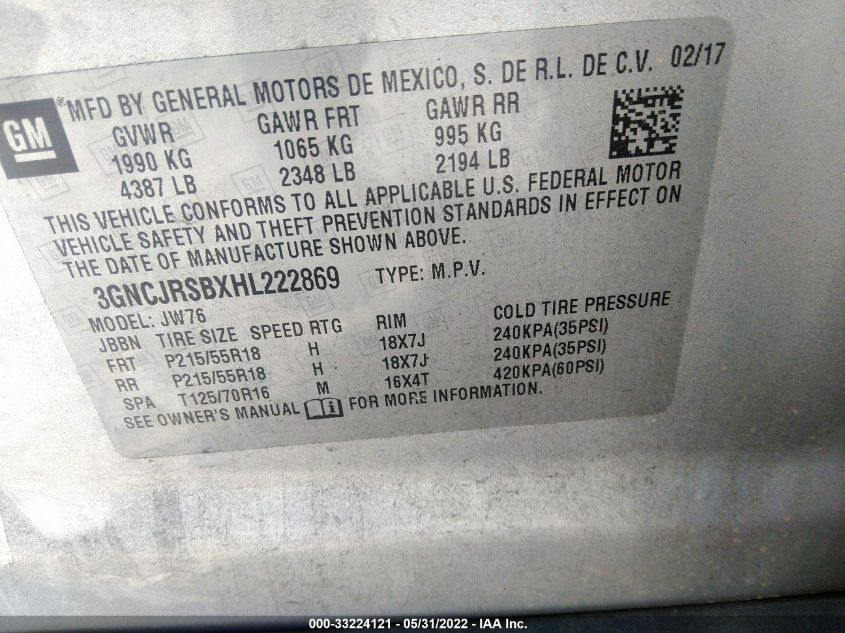 GM
®MFD BY GENERAL MOTORS DE MEXICO, S. DE R.L. DE C.V. 02/17
GVWR GAWR FRT GAWR RR
1990 KG 1065 KG 995 KG
4387 LB 2348 LB 2194 LB
THIS VEHICLE CONFORMS TO ALL APPLICABLE U.S. FEDERAL MOTOR
VEHICLE SAFETY AND THEFT PREVENTION STANDARDS IN EFFECT ON
THE DATE OF MANUFACTURE SHOWN ABOVE.
3GNCJRSBXHL222869 TYPE: M.P.V.
MODEL: JW76
JBBN TIRE SIZE SPEED RTG RIM COLD TIRE PRESSURE
FRT P215/55R18 H 18X7J 240KPA(35PSI)
RR P215/55R18 H 18X7J 240KPA(35PSI)
SPA T125/70R16 M 16X4T 420KPA(60PSI)
SEE OWNER'S MANUAL i FOR MORE INFORMATION.
000-33224121 - 05/31/2022 - IAA Inc.